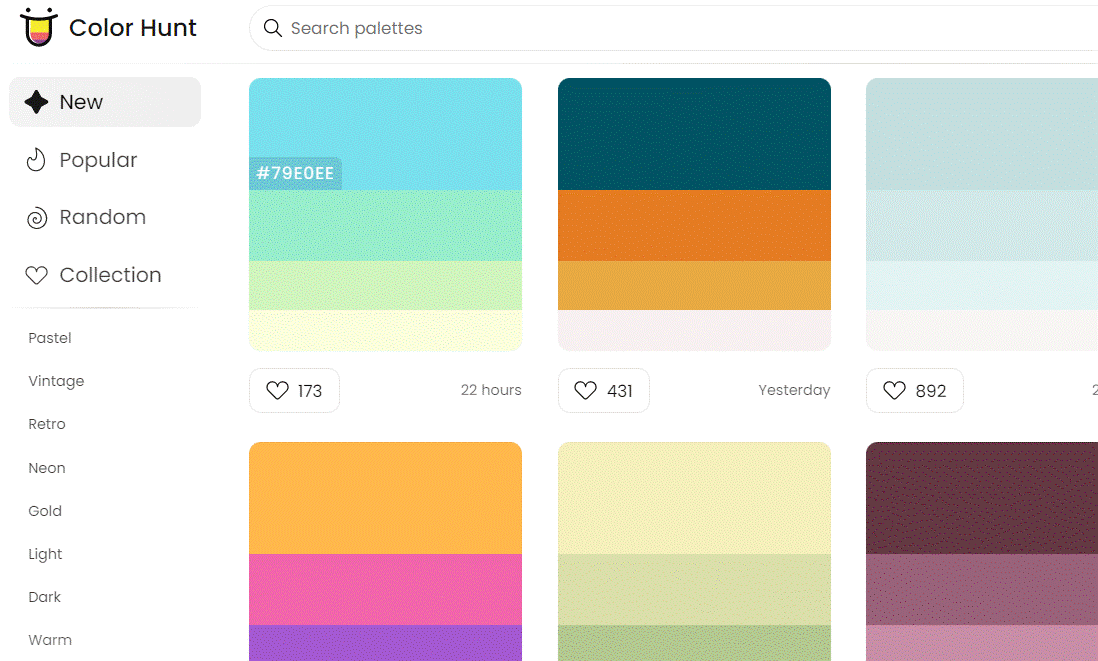 Color Hunt
Search palettes
New
Popular
Random
Collection
Pastel
Vintage
Retro
Neon
Gold
Light
Dark
Warm
#79E0EE
173
22 hours
431
Yesterday
892
2